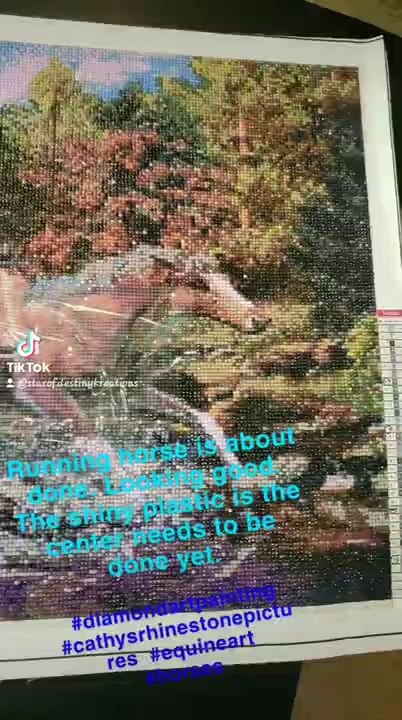 TikTok
@starofdestinykreations
Running horse is about
done. Looking good.
The shiny plastic is the
center needs to be
done yet.
#diamondartpainting
#cathysrhinestonepictu
res #equineart
#horses